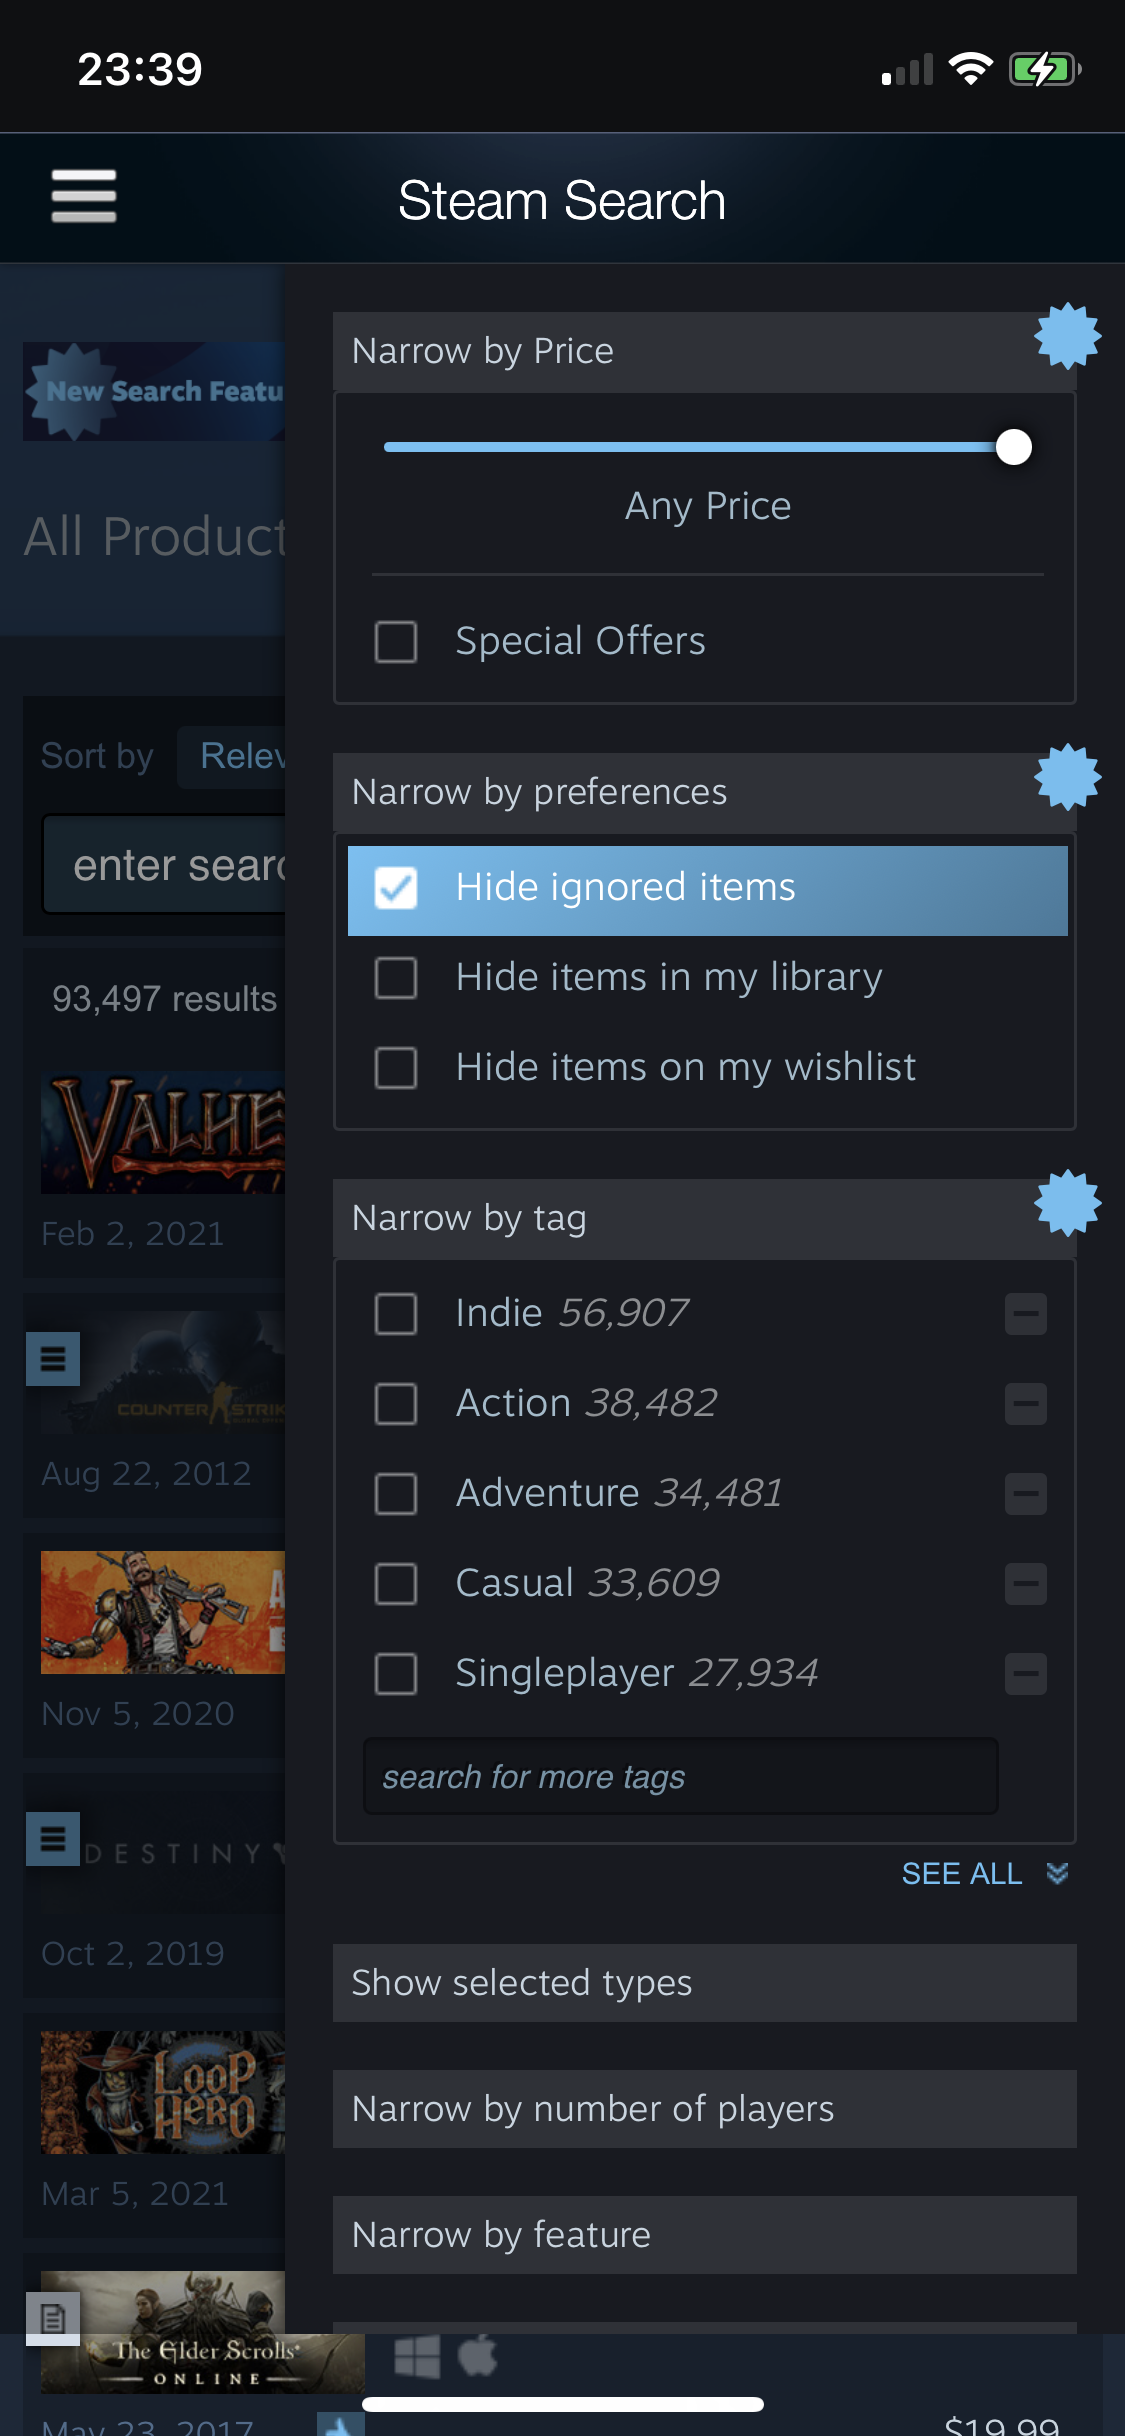 23:39
Steam Search
New Search Featu
All Product
Sort by Relev
enter searc
93,497 results
VALHE
Feb 2, 2021
COUNTER STRIK
Aug 22, 2012
Nov 5, 2020
DESTINY
Oct 2, 2019
LOOP
HERO
Mar 5, 2021
The Elder Scrolls
ONLINE
May 23, 2017
$19.99
Narrow by Price
Any Price
Special Offers
Narrow by preferences
Hide ignored items
Hide items in my library
Hide items on my wishlist
Narrow by tag
Indie 56,907
Action 38,482
Adventure 34,481
Casual 33,609
Singleplayer 27,934
search for more tags
SEE ALL
Show selected types
Narrow by number of players
Narrow by feature